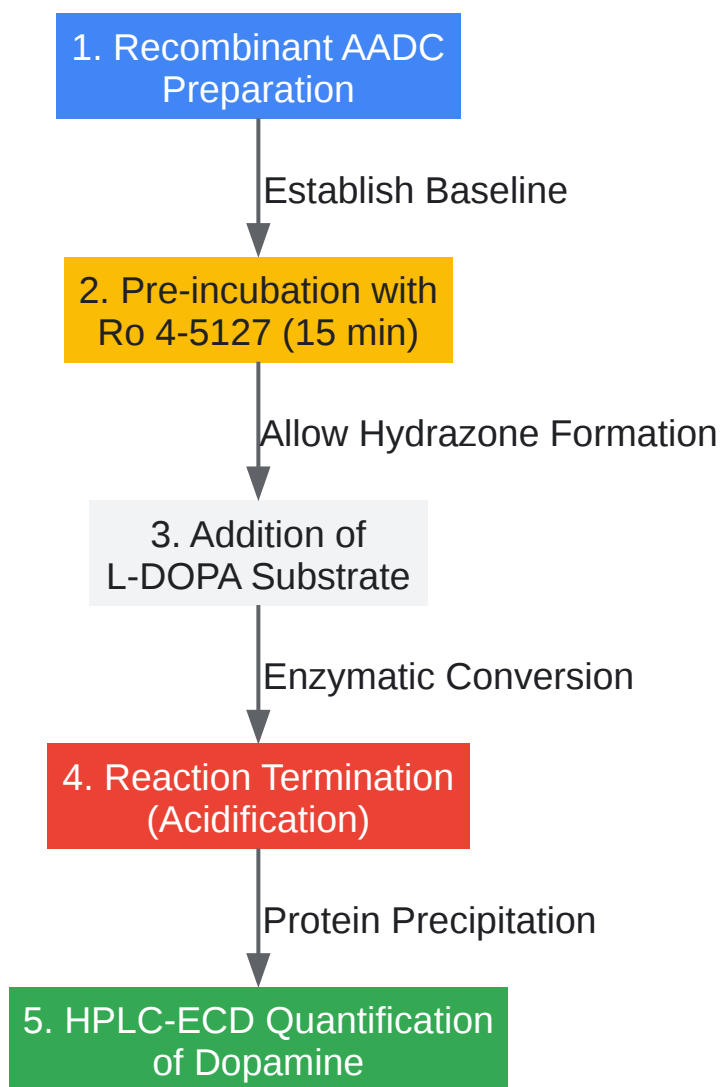 1. Recombinant AADC
Preparation
Establish Baseline
2. Pre-incubation with
Ro 4-5127 (15 min)
Allow Hydrazone Formation
3. Addition of
L-DOPA Substrate
Enzymatic Conversion
4. Reaction Termination
(Acidification)
Protein Precipitation
5. HPLC-ECD Quantification
of Dopamine